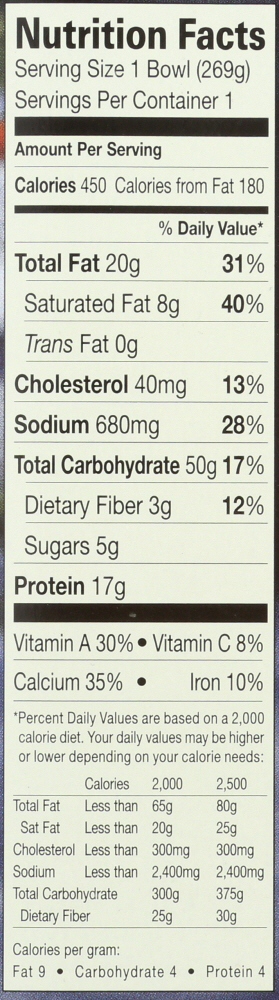 Nutrition Facts
Serving Size 1 Bowl (269g)
Servings Per Container 1
Amount Per Serving
Calories 450 Calories from Fat 180
% Daily Value*
Total Fat 20g 31%
Saturated Fat 8g 40%
Trans Fat 0g
Cholesterol 40mg 13%
Sodium 680mg 28%
Total Carbohydrate 50g 17%
Dietary Fiber 3g 12%
Sugars 5g
Protein 17g
Vitamin A 30% • Vitamin C 8%
Calcium 35% • Iron 10%
*Percent Daily Values are based on a 2,000
calorie diet. Your daily values may be higher
or lower depending on your calorie needs:
Calories 2,000 2,500
Total Fat Less than 65g 80g
Sat Fat Less than 20g 25g
Cholesterol Less than 300mg 300mg
Sodium Less than 2,400mg 2,400mg
Total Carbohydrate 300g 375g
Dietary Fiber 25g 30g
Calories per gram:
Fat 9 • Carbohydrate 4 • Protein 4